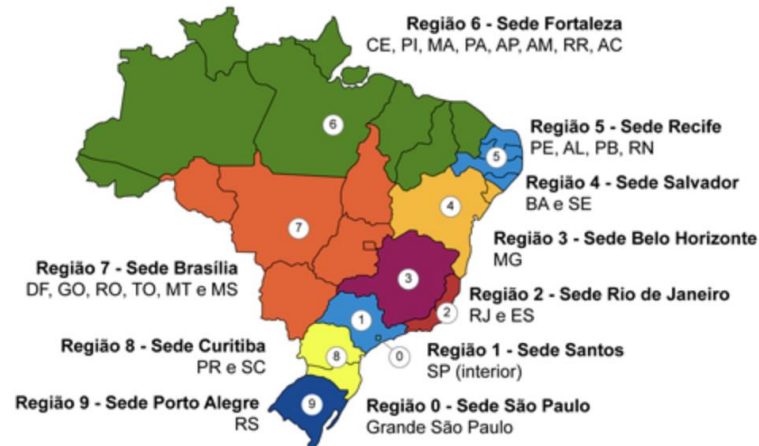 Região 6 - Sede Fortaleza
CE, PI, MA, PA, AP, AM, RR, AC
6
Região 5 - Sede Recife
PE, AL, PB, RN
5
Região 4 - Sede Salvador
BA e SE
4
Região 3 - Sede Belo Horizonte
MG
3
Região 7 - Sede Brasília
DF, GO, RO, TO, MT e MS
7
Região 2 - Sede Rio de Janeiro
RJ e ES
2
Região 8 - Sede Curitiba
PR e SC
8
1
0
Região 1 - Sede Santos
SP (interior)
Região 9 - Sede Porto Alegre
RS
9
Região 0 - Sede São Paulo
Grande São Paulo